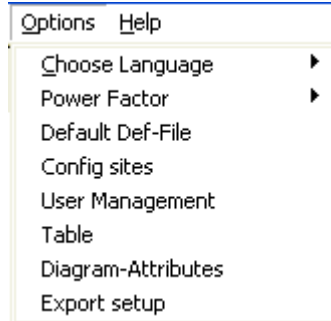 Options Help
Choose Language
Power Factor
Default Def-File
Config sites
User Management
Table
Diagram-Attributes
Export setup